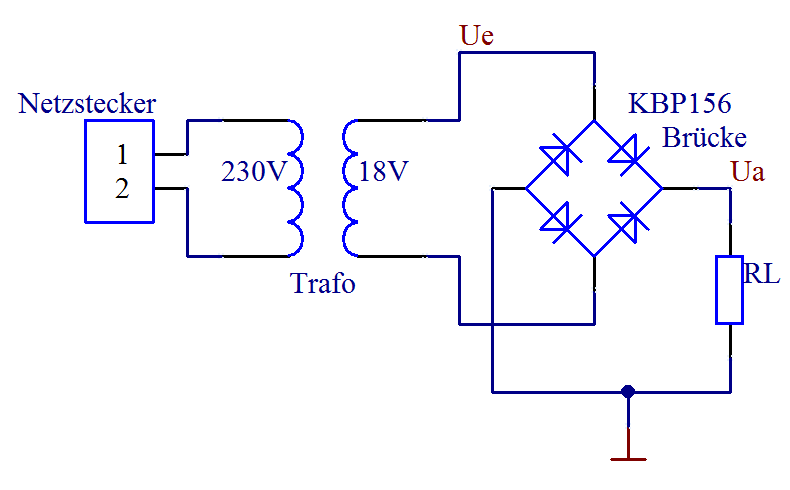 Ue
Netzstecker
KBP156
Brücke
1
230V
18V
Ua
2
Trafo
RL